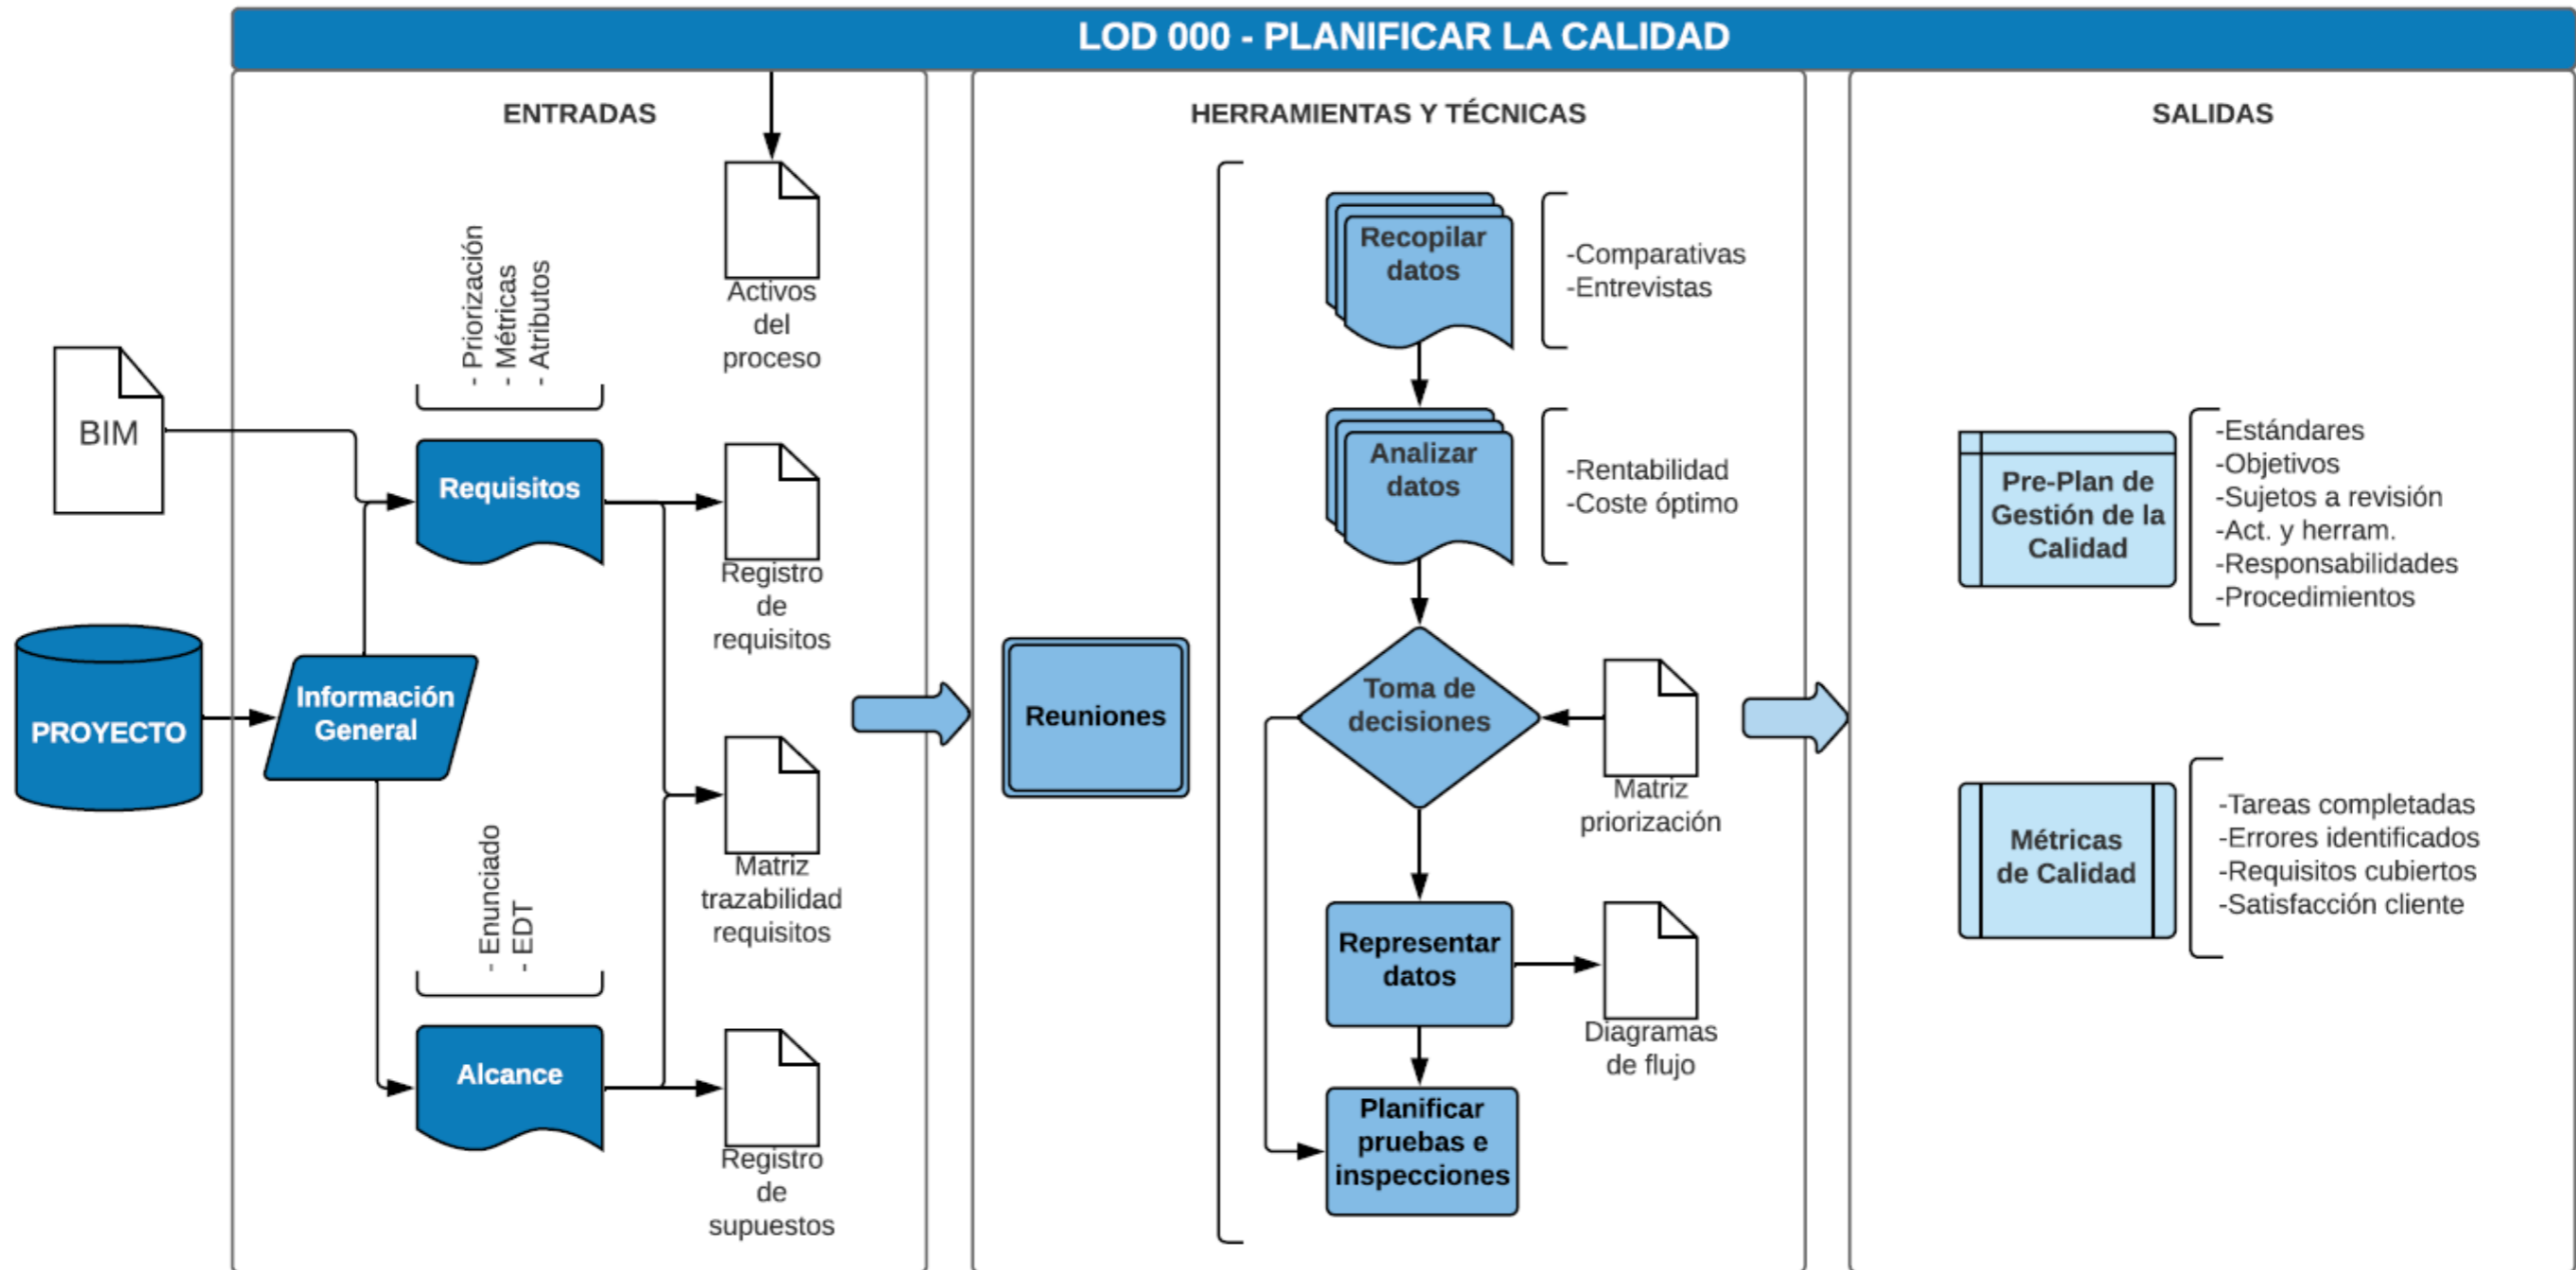 LOD 000 - PLANIFICAR LA CALIDAD
ENTRADAS
BIM
PROYECTO
Información
General
- Priorización
- Métricas
- Atributos
Requisitos
- Enunciado
- EDT
Alcance
Activos
del
proceso
Registro
de
requisitos
Matriz
trazabilidad
requisitos
Registro
de
supuestos
HERRAMIENTAS Y TÉCNICAS
Reuniones
Recopilar
datos
-Comparativas
-Entrevistas
Analizar
datos
-Rentabilidad
-Coste óptimo
Toma de
decisiones
Matriz
priorización
Representar
datos
Diagramas
de flujo
Planificar
pruebas e
inspecciones
SALIDAS
Pre-Plan de
Gestión de la
Calidad
-Estándares
-Objetivos
-Sujetos a revisión
-Act. y herram.
-Responsabilidades
-Procedimientos
Métricas
de Calidad
-Tareas completadas
-Errores identificados
-Requisitos cubiertos
-Satisfacción cliente